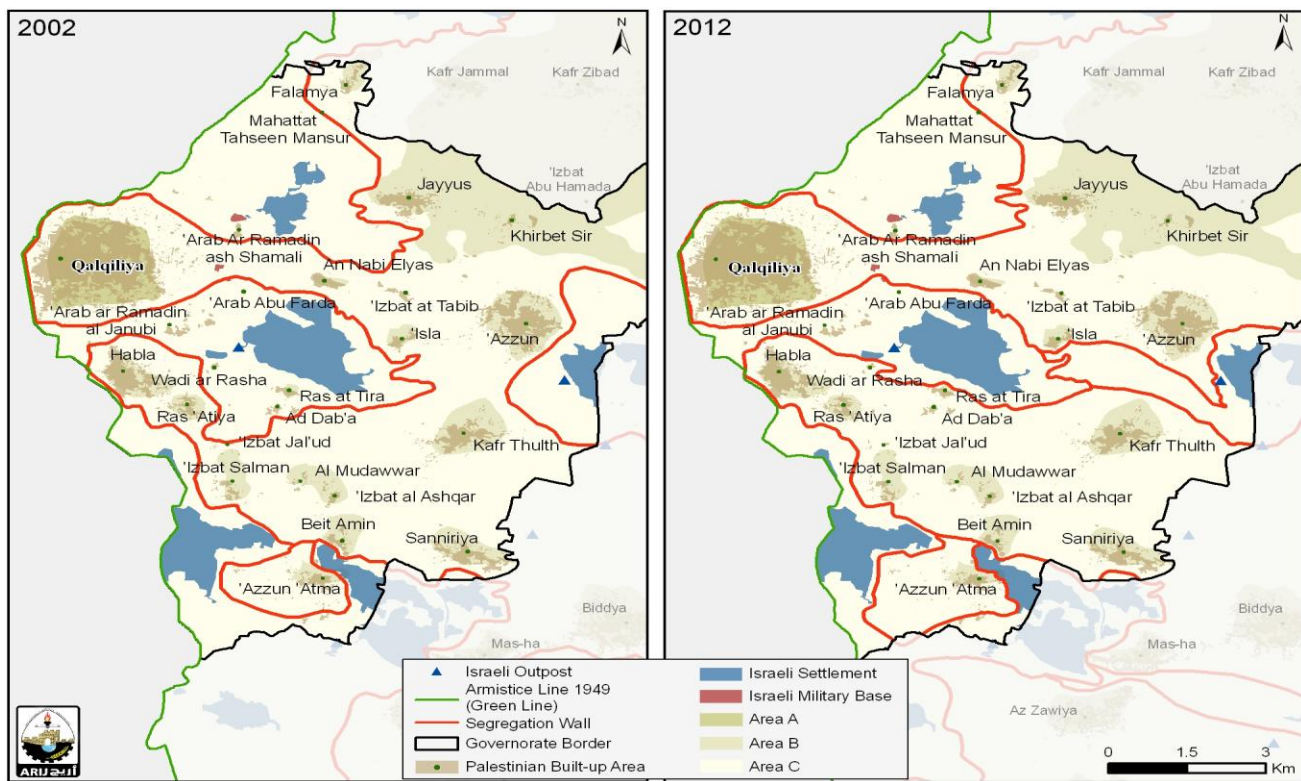 2002
N
Kafr Jammal
Kafr Zibad
Falamya
Mahattat
Tahseen Mansur
'Izbat
Abu Hamada
Jayyus
Khirbet Sir
'Arab Ar Ramadin
ash Shamali
Qalqiliya
An Nabi Elyas
'Arab Abu Farda
'Izbat at Tabib
'Arab ar Ramadin
al Janubi
'Isla
'Azzun
Habla
Wadi ar Rasha
Ras at Tira
Ras 'Atiya
Ad Dab'a
'Izbat Jal'ud
Kafr Thulth
'Izbat Salman
Al Mudawwar
'Izbat al Ashqar
Beit Amin
Sanniriya
'Azzun 'Atma
Biddya
Mas-ha
2012
N
Kafr Jammal
Kafr Zibad
Falamya
Mahattat
Tahseen Mansur
'Izbat
Abu Hamada
Jayyus
Khirbet Sir
'Arab Ar Ramadin
ash Shamali
Qalqiliya
An Nabi Elyas
'Arab Abu Farda
'Izbat at Tabib
'Arab ar Ramadin
al Janubi
'Isla
'Azzun
Habla
Wadi ar Rasha
Ras at Tira
Ras 'Atiya
Ad Dab'a
'Izbat Jal'ud
Kafr Thulth
'Izbat Salman
Al Mudawwar
'Izbat al Ashqar
Beit Amin
Sanniriya
'Azzun 'Atma
Biddya
Mas-ha
Az Zawiya
Israeli Outpost
Armistice Line 1949
(Green Line)
Segregation Wall
Governorate Border
Palestinian Built-up Area
Israeli Settlement
Israeli Military Base
Area A
Area B
Area C
0 1.5 3
Km
ARIJ أريج